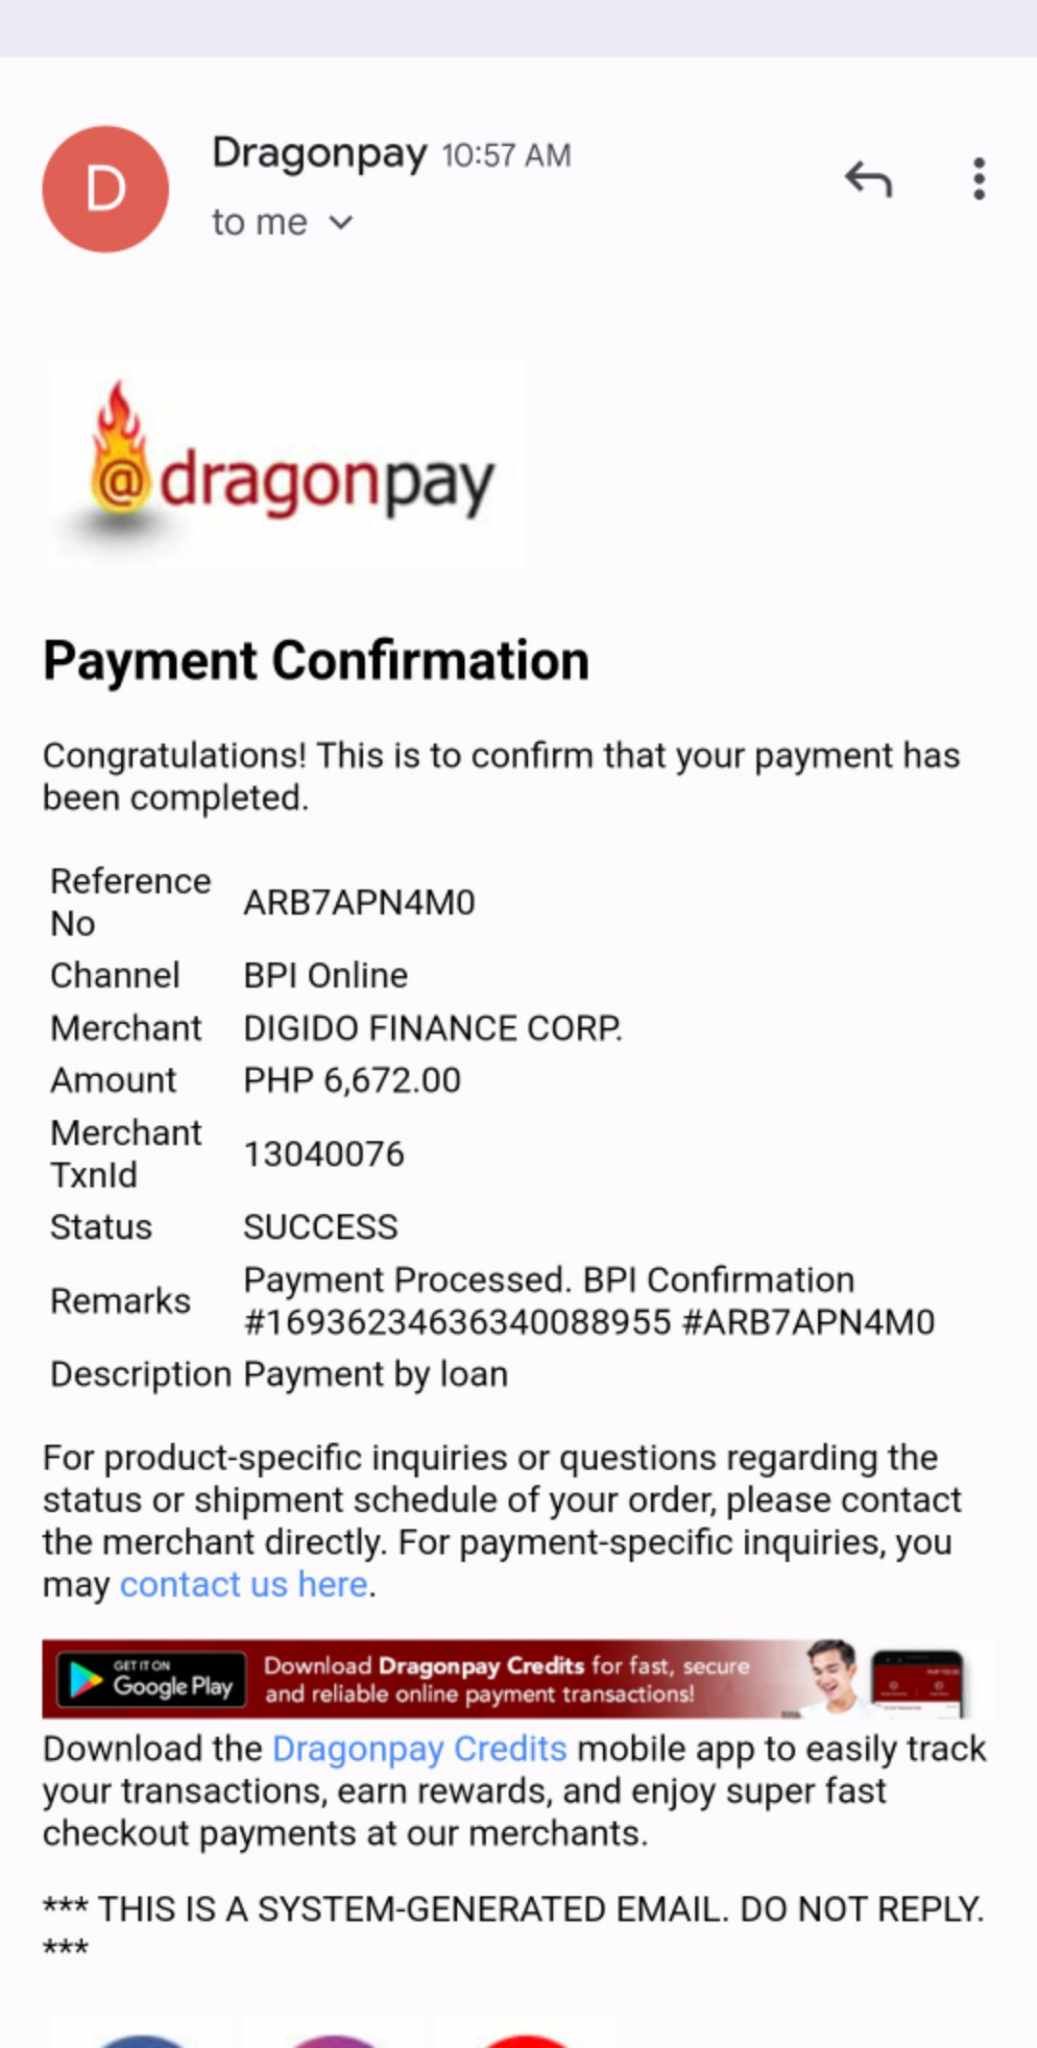 D
Dragonpay 10:57 AM
to me
@dragonpay
Payment Confirmation
Congratulations! This is to confirm that your payment has
been completed.
Reference
No
ARB7APN4M0
Channel BPI Online
Merchant DIGIDO FINANCE CORP.
Amount PHP 6,672.00
Merchant
TxnId
13040076
Status SUCCESS
Remarks
Payment Processed. BPI Confirmation
#16936234636340088955 #ARB7APN4M0
Description Payment by loan
For product-specific inquiries or questions regarding the
status or shipment schedule of your order, please contact
the merchant directly. For payment-specific inquiries, you
may contact us here.
GET IT ON
Google Play
Download Dragonpay Credits for fast, secure
and reliable online payment transactions!
Download the Dragonpay Credits mobile app to easily track
your transactions, earn rewards, and enjoy super fast
checkout payments at our merchants.
*** THIS IS A SYSTEM-GENERATED EMAIL. DO NOT REPLY.
***